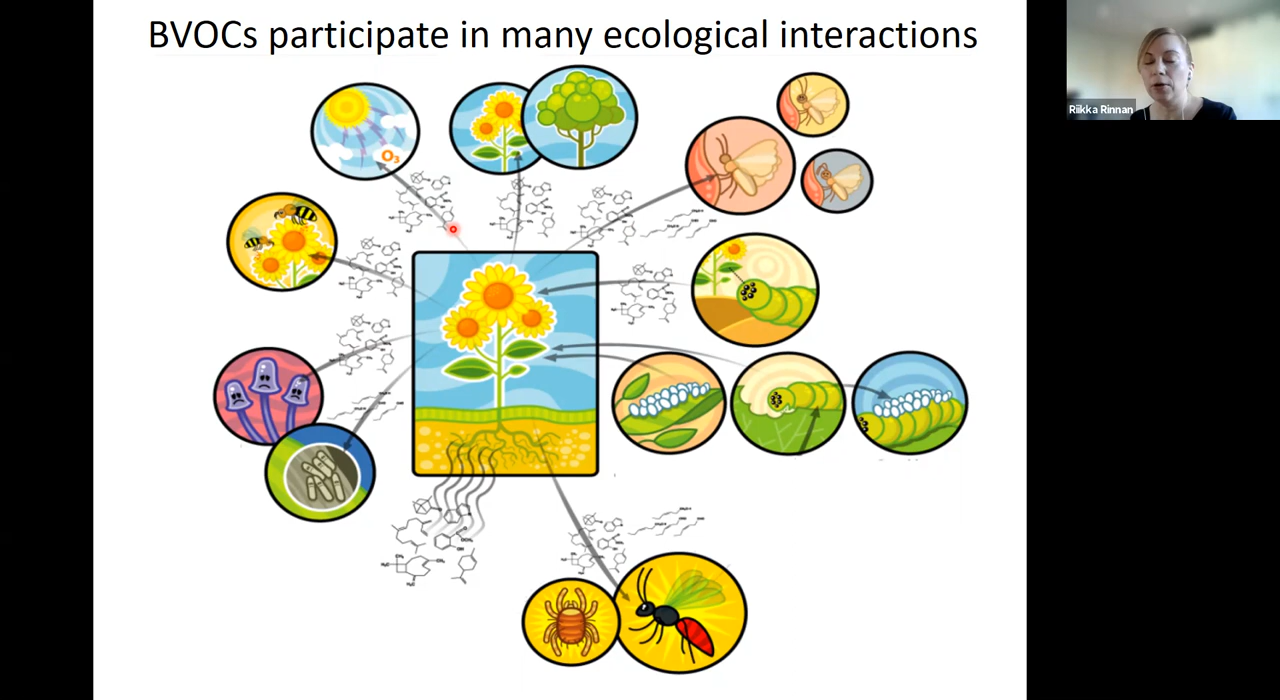 BVOCs participate in many ecological interactions
Riikka Rinnan
O₃